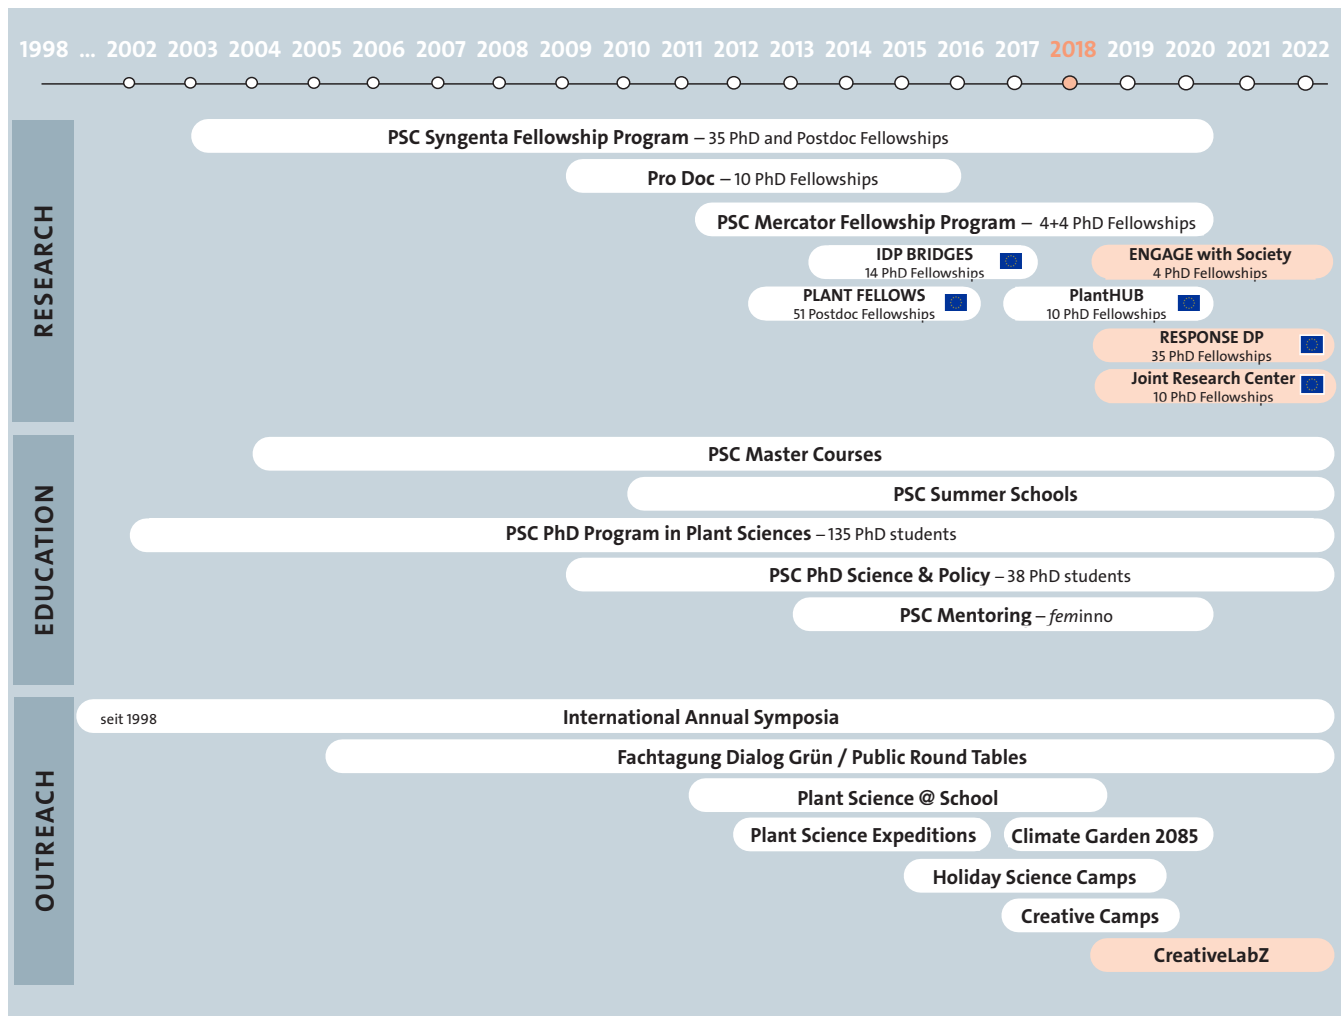 1998 ... 2002 2003 2004 2005 2006 2007 2008 2009 2010 2011 2012 2013 2014 2015 2016 2017 2018 2019 2020 2021 2022
RESEARCH
PSC Syngenta Fellowship Program – 35 PhD and Postdoc Fellowships
Pro Doc – 10 PhD Fellowships
PSC Mercator Fellowship Program – 4+4 PhD Fellowships
IDP BRIDGES
14 PhD Fellowships
ENGAGE with Society
4 PhD Fellowships
PLANT FELLOWS
51 Postdoc Fellowships
PlantHUB
10 PhD Fellowships
RESPONSE DP
35 PhD Fellowships
Joint Research Center
10 PhD Fellowships
EDUCATION
PSC Master Courses
PSC Summer Schools
PSC PhD Program in Plant Sciences – 135 PhD students
PSC PhD Science & Policy – 38 PhD students
PSC Mentoring – feminno
OUTREACH
seit 1998
International Annual Symposia
Fachtagung Dialog Grün / Public Round Tables
Plant Science @ School
Plant Science Expeditions
Climate Garden 2085
Holiday Science Camps
Creative Camps
CreativeLabZ